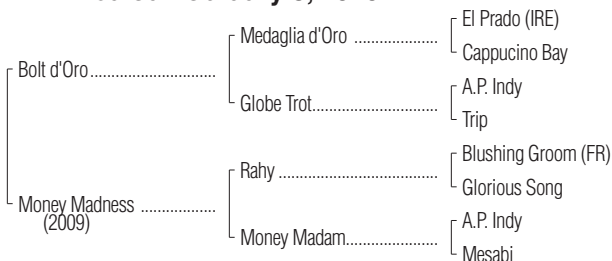 El Prado (IRE)
Medaglia d'Oro ......................
Cappucino Bay
Bolt d'Oro.................................
A.P. Indy
Globe Trot.................................
Trip
Blushing Groom (FR)
Rahy .........................................
Glorious Song
Money Madness ....................
(2009)
A.P. Indy
Money Madam........................
Mesabi